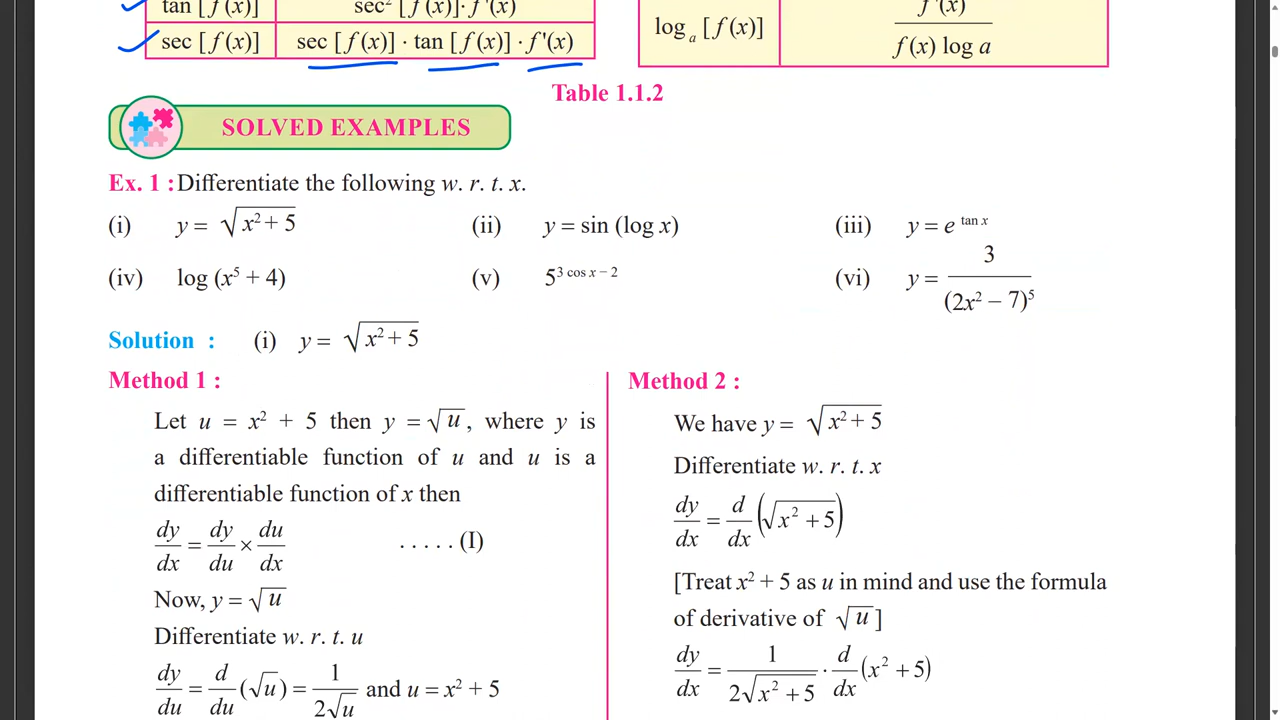 tan [ f (x)] sec² [ f (x)]· f '(x)
sec [ f (x)] sec [ f (x)] · tan [ f (x)] · f '(x)
logₐ [ f (x)] f '(x) / f (x) log a
Table 1.1.2
SOLVED EXAMPLES
Ex. 1 : Differentiate the following w. r. t. x.
(i) y = √(x² + 5) (ii) y = sin (log x) (iii) y = e^(tan x)
(iv) log (x⁵ + 4) (v) 5^(3 cos x − 2) (vi) y = 3 / (2x² − 7)⁵
Solution : (i) y = √(x² + 5)
Method 1 :
Let u = x² + 5 then y = √u , where y is
a differentiable function of u and u is a
differentiable function of x then
dy/dx = dy/du × du/dx . . . . . (I)
Now, y = √u
Differentiate w. r. t. u
dy/du = d/du (√u) = 1/(2√u) and u = x² + 5
Method 2 :
We have y = √(x² + 5)
Differentiate w. r. t. x
dy/dx = d/dx (√(x² + 5))
[Treat x² + 5 as u in mind and use the formula
of derivative of √u ]
dy/dx = 1/(2√(x² + 5)) · d/dx (x² + 5)